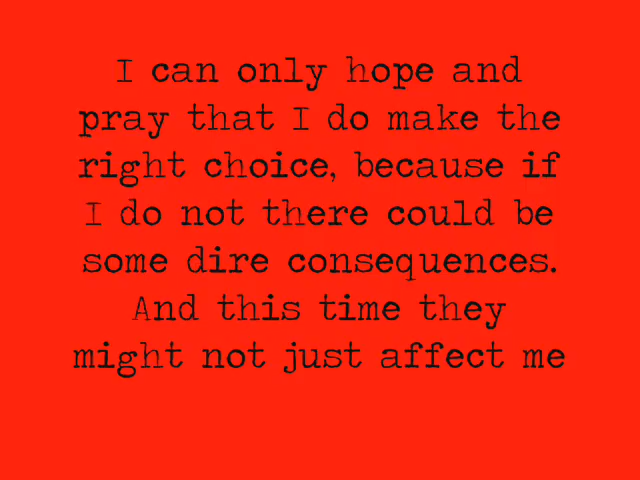 I can only hope and
pray that I do make the
right choice, because if
I do not there could be
some dire consequences.
And this time they
might not just affect me